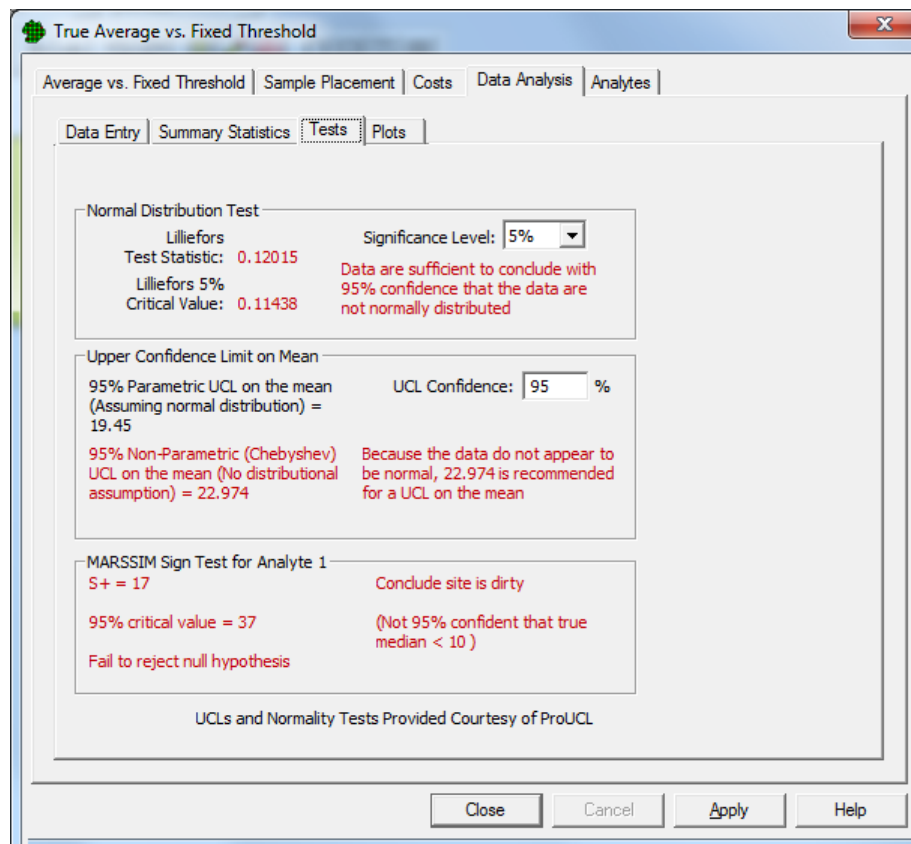 True Average vs. Fixed Threshold
Average vs. Fixed Threshold Sample Placement Costs Data Analysis Analytes
Data Entry Summary Statistics Tests Plots
Normal Distribution Test
Lilliefors
Test Statistic: 0.12015
Lilliefors 5%
Critical Value: 0.11438
Significance Level: 5%
Data are sufficient to conclude with
95% confidence that the data are
not normally distributed
Upper Confidence Limit on Mean
95% Parametric UCL on the mean
(Assuming normal distribution) =
19.45
UCL Confidence: 95 %
95% Non-Parametric (Chebyshev)
UCL on the mean (No distributional
assumption) = 22.974
Because the data do not appear to
be normal, 22.974 is recommended
for a UCL on the mean
MARSSIM Sign Test for Analyte 1
S+ = 17
Conclude site is dirty
95% critical value = 37
(Not 95% confident that true
median < 10 )
Fail to reject null hypothesis
UCLs and Normality Tests Provided Courtesy of ProUCL
Close Cancel Apply Help